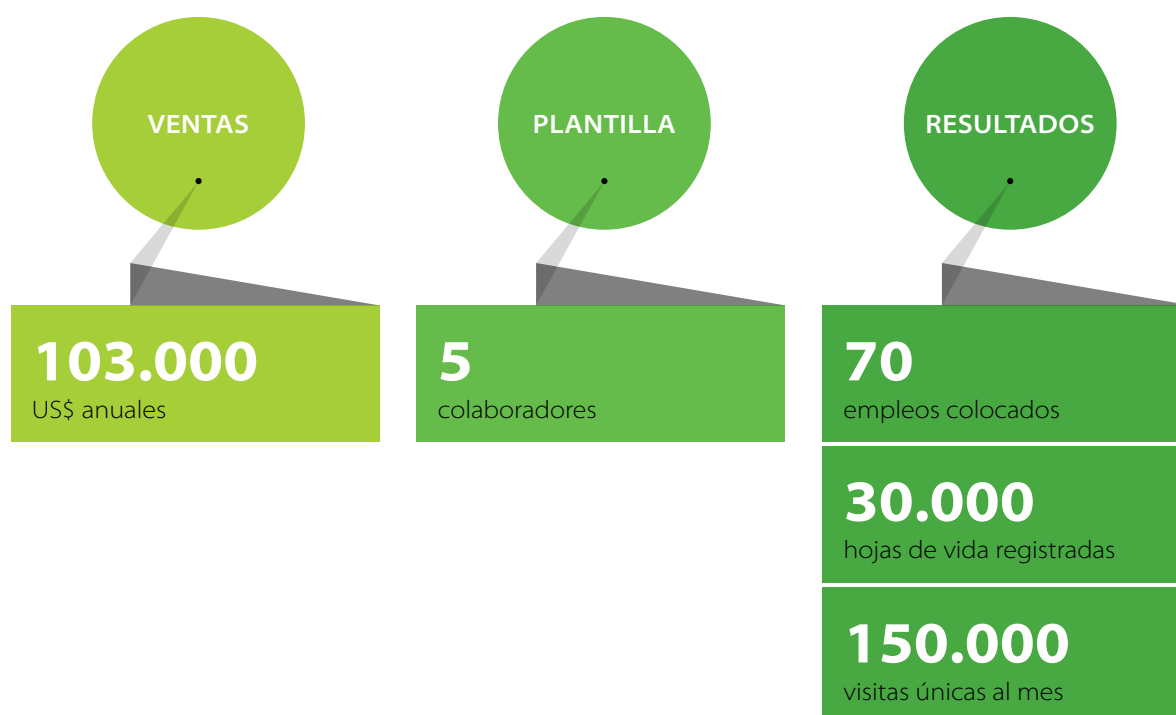 VENTAS
103.000
US$ anuales
PLANTILLA
5
colaboradores
RESULTADOS
70
empleos colocados
30.000
hojas de vida registradas
150.000
visitas únicas al mes